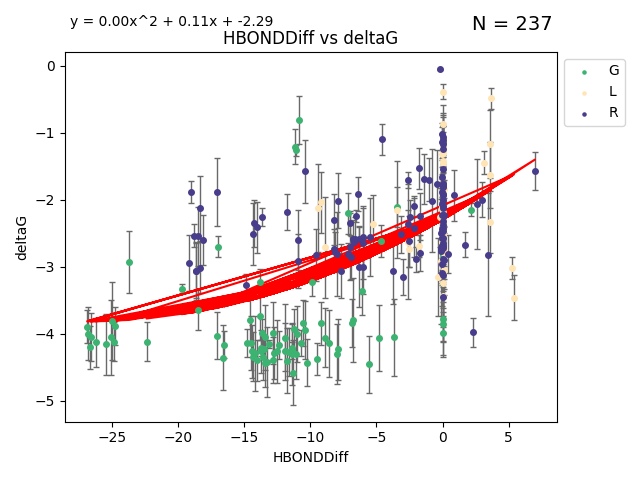 y = 0.00x^2 + 0.11x + -2.29
N = 237
HBONDDiff vs deltaG
G
L
R
deltaG
0
−1
−2
−3
−4
−5
−25
−20
−15
−10
−5
0
5
HBONDDiff